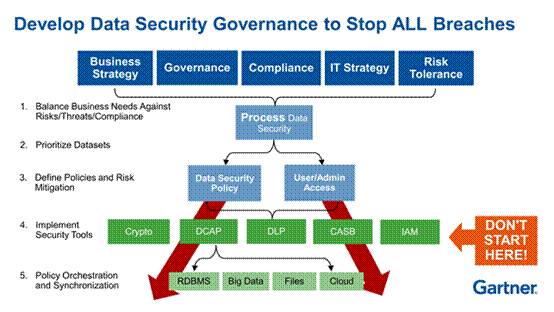 Develop Data Security Governance to Stop ALL Breaches
Business
Strategy
Governance
Compliance
IT Strategy
Risk
Tolerance
1. Balance Business Needs Against
Risks/Threats/Compliance
Process Data
Security
2. Prioritize Datasets
3. Define Policies and Risk
Mitigation
Data Security
Policy
User/Admin
Access
4. Implement
Security Tools
Crypto
DCAP
DLP
CASB
IAM
DON'T
START
HERE!
5. Policy Orchestration
and Synchronization
RDBMS
Big Data
Files
Cloud
Gartner.